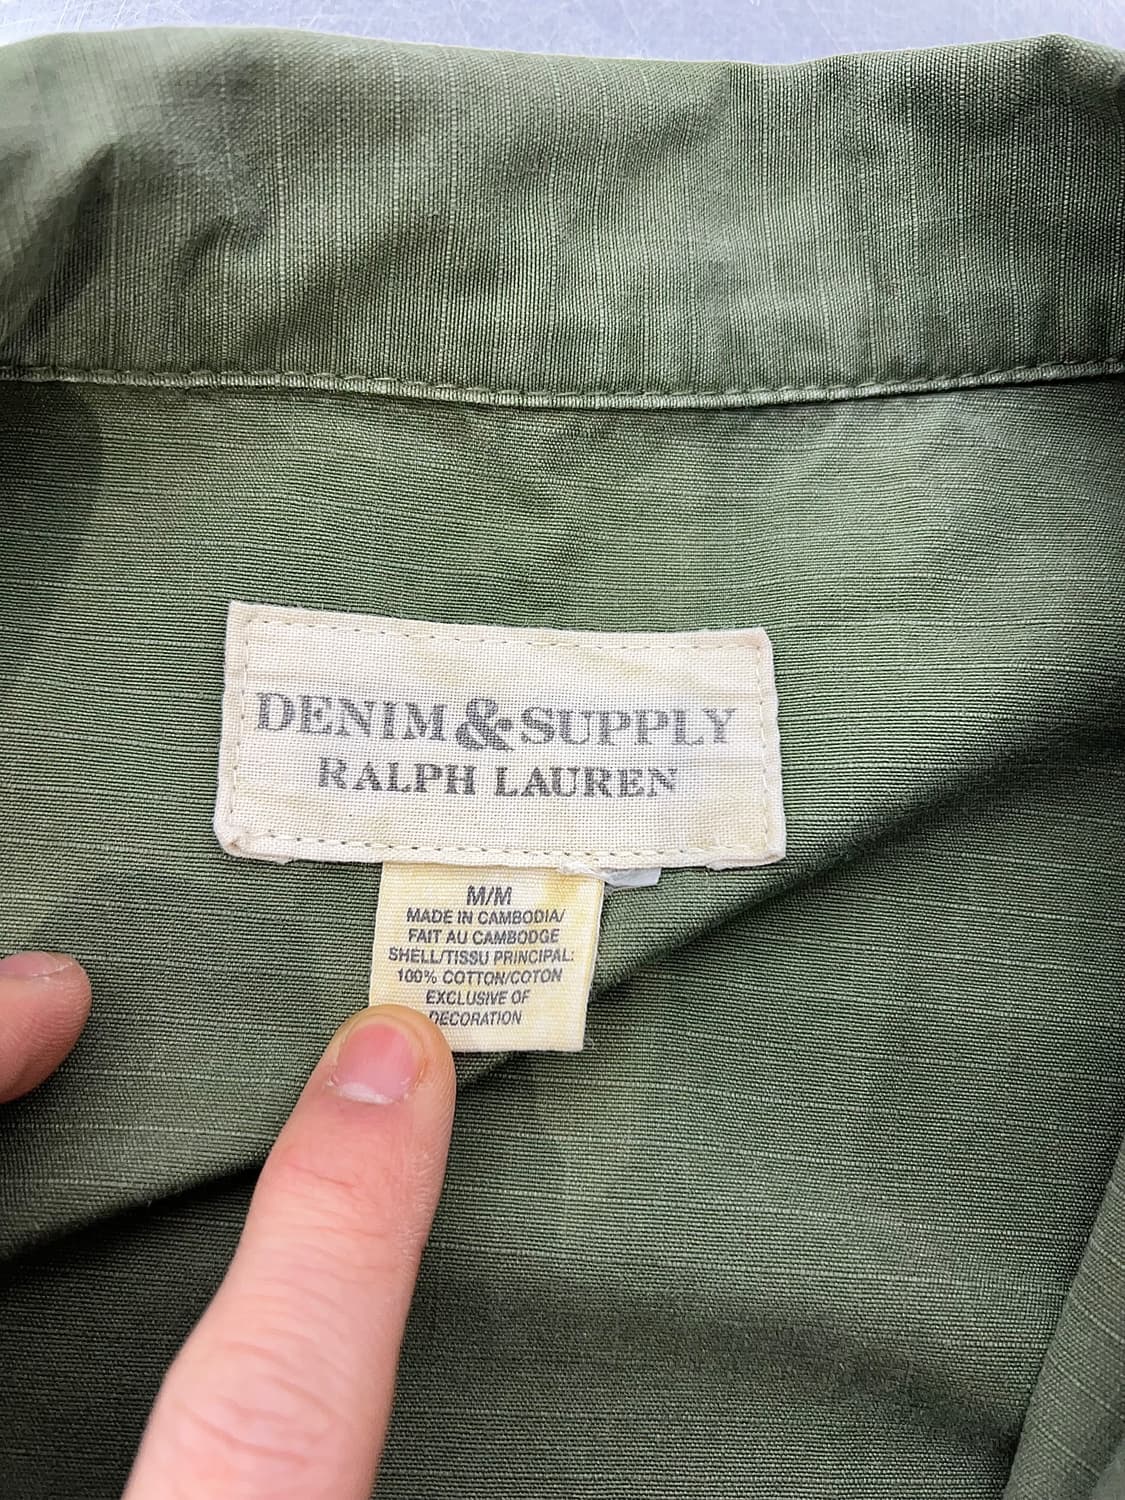 DENIM & SUPPLY
RALPH LAUREN
M/M
MADE IN CAMBODIA/
FAIT AU CAMBODGE
SHELL/TISSU PRINCIPAL:
100% COTTON/COTON
EXCLUSIVE OF
DECORATION